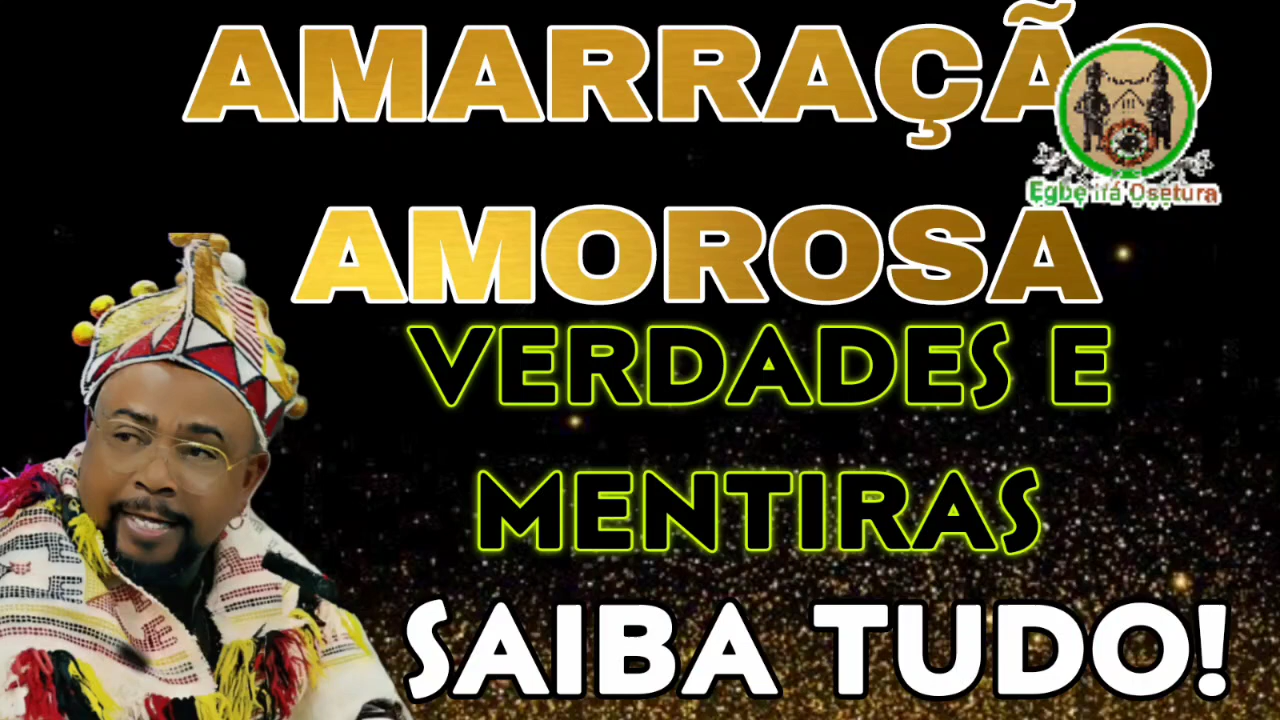 AMARRAÇÃO
Egbe Ifá Osetura
AMOROSA
VERDADES E
MENTIRAS
SAIBA TUDO!